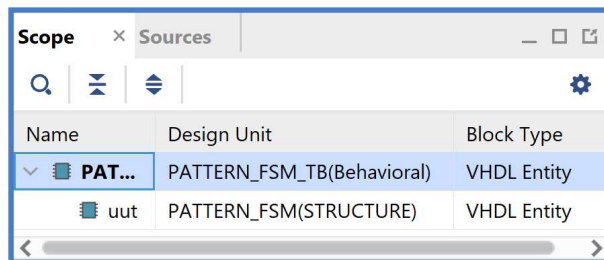 Scope × Sources
Name Design Unit Block Type
PAT... PATTERN_FSM_TB(Behavioral) VHDL Entity
uut PATTERN_FSM(STRUCTURE) VHDL Entity